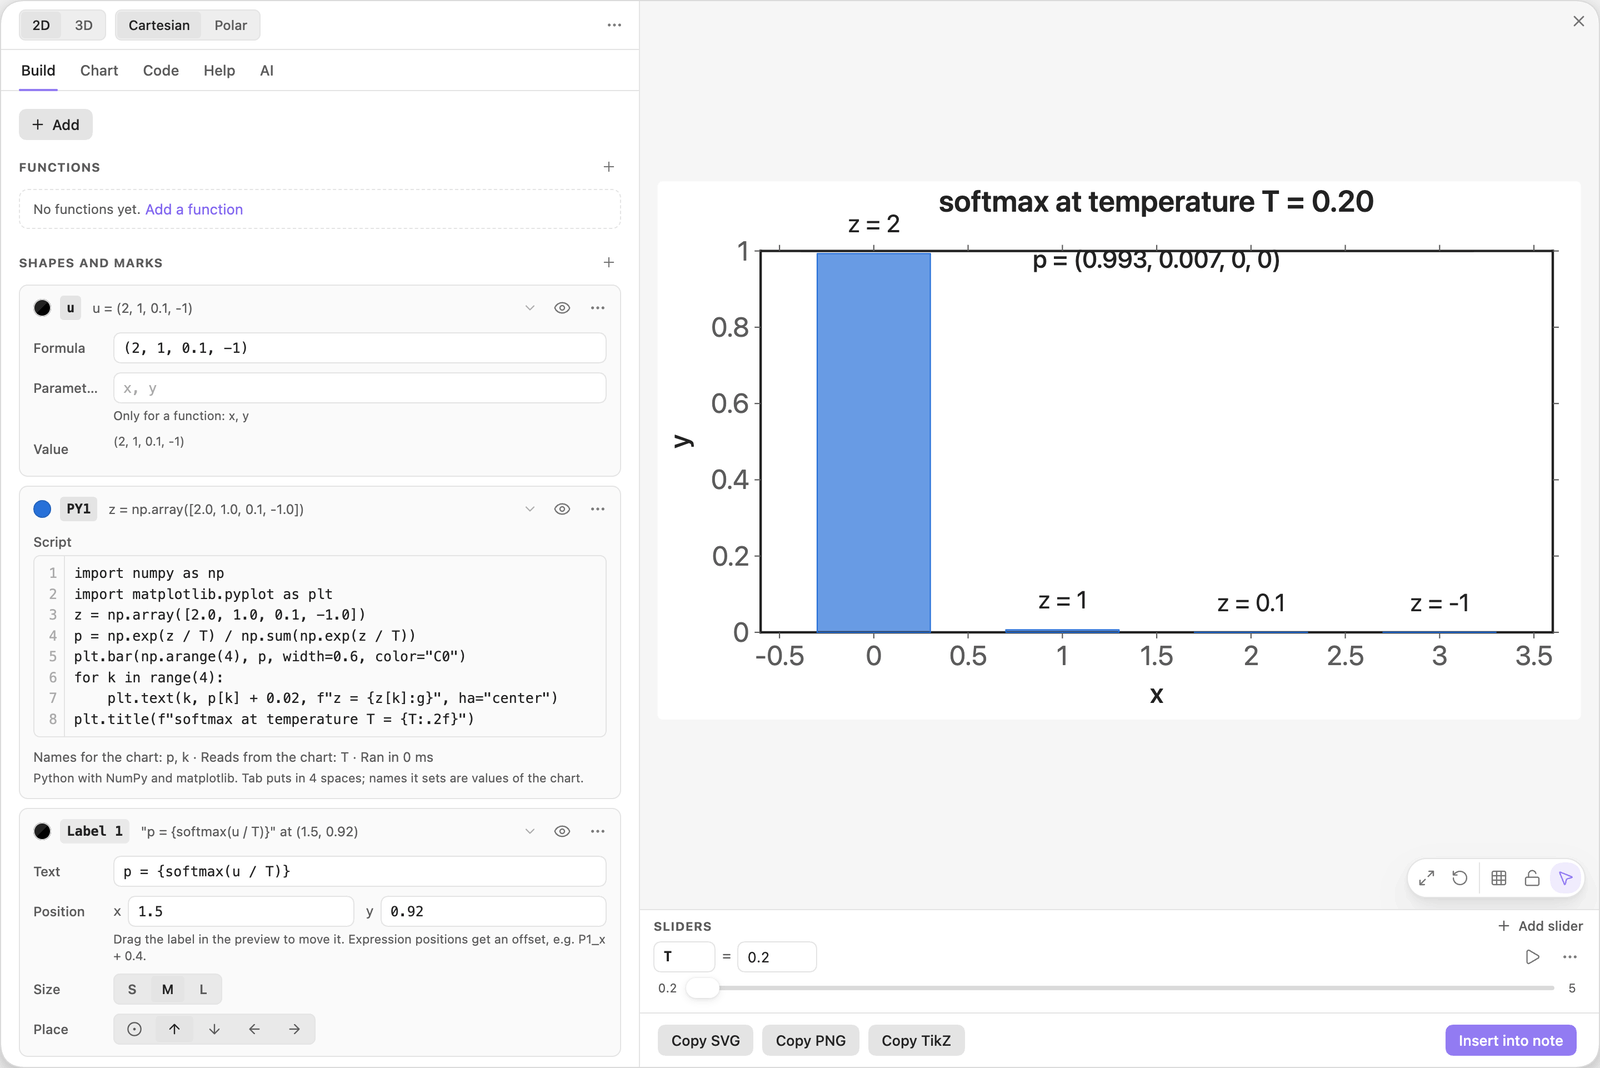 2D 3D Cartesian Polar
Build Chart Code Help AI
+ Add
FUNCTIONS
No functions yet. Add a function
SHAPES AND MARKS
u u = (2, 1, 0.1, -1)
Formula (2, 1, 0.1, −1)
Paramet... x, y
Only for a function: x, y
Value (2, 1, 0.1, -1)
PY1 z = np.array([2.0, 1.0, 0.1, -1.0])
Script
1 import numpy as np
2 import matplotlib.pyplot as plt
3 z = np.array([2.0, 1.0, 0.1, −1.0])
4 p = np.exp(z / T) / np.sum(np.exp(z / T))
5 plt.bar(np.arange(4), p, width=0.6, color="C0")
6 for k in range(4):
7     plt.text(k, p[k] + 0.02, f"z = {z[k]:g}", ha="center")
8 plt.title(f"softmax at temperature T = {T:.2f}")
Names for the chart: p, k · Reads from the chart: T · Ran in 0 ms
Python with NumPy and matplotlib. Tab puts in 4 spaces; names it sets are values of the chart.
Label 1 "p = {softmax(u / T)}" at (1.5, 0.92)
Text p = {softmax(u / T)}
Position x 1.5 y 0.92
Drag the label in the preview to move it. Expression positions get an offset, e.g. P1_x
+ 0.4.
Size S M L
Place
softmax at temperature T = 0.20
z = 2
p = (0.993, 0.007, 0, 0)
1
0.8
0.6
y
0.4
0.2
z = 1 z = 0.1 z = -1
0
-0.5 0 0.5 1 1.5 2 2.5 3 3.5
x
SLIDERS + Add slider
T = 0.2
0.2 5
Copy SVG Copy PNG Copy TikZ Insert into note